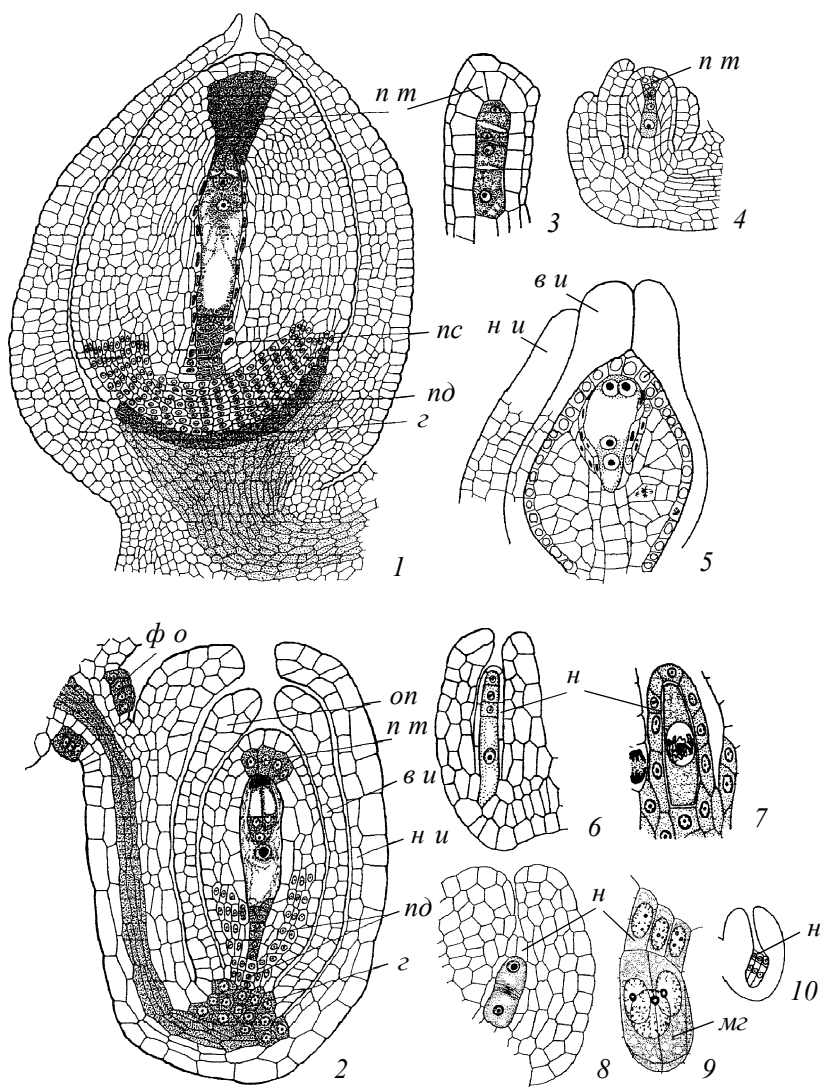 п т
п т
3
4
в и
н и
пс
пд
г
1
5
ф о
оп
п т
н
в и
6
7
н и
пд
н
н
г
10
мг
2
8
9